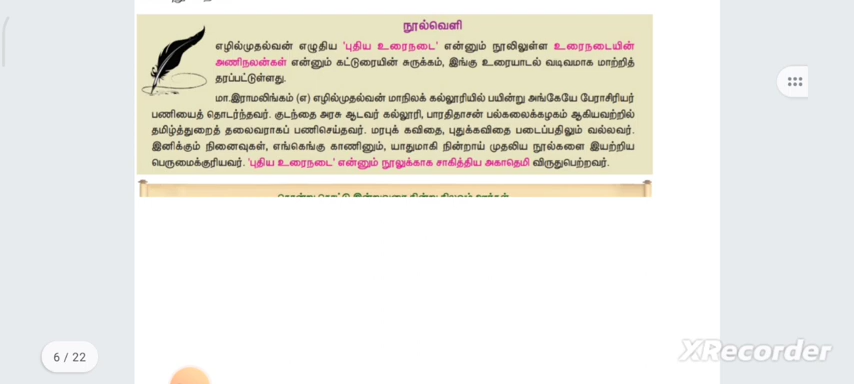 நூல்வெளி
எழில்முதல்வன் எழுதிய 'புதிய உரைநடை' என்னும் நூலிலுள்ள உரைநடையின்
அணிநலன்கள் என்னும் கட்டுரையின் சுருக்கம், இங்கு உரையாடல் வடிவமாக மாற்றித்
தரப்பட்டுள்ளது.
மா.இராமலிங்கம் (எ) எழில்முதல்வன் மாநிலக் கல்லூரியில் பயின்று அங்கேயே பேராசிரியர்
பணியைத் தொடர்ந்தவர். குடந்தை அரசு ஆடவர் கல்லூரி, பாரதிதாசன் பல்கலைக்கழகம் ஆகியவற்றில்
தமிழ்த்துறைத் தலைவராகப் பணிசெய்தவர். மரபுக் கவிதை, புதுக்கவிதை படைப்பதிலும் வல்லவர்.
இனிக்கும் நினைவுகள், எங்கெங்கு காணினும், யாதுமாகி நின்றாய் முதலிய நூல்களை இயற்றிய
பெருமைக்குரியவர். 'புதிய உரைநடை' என்னும் நூலுக்காக சாகித்திய அகாதெமி விருதுபெற்றவர்.
6 / 22
XRecorder